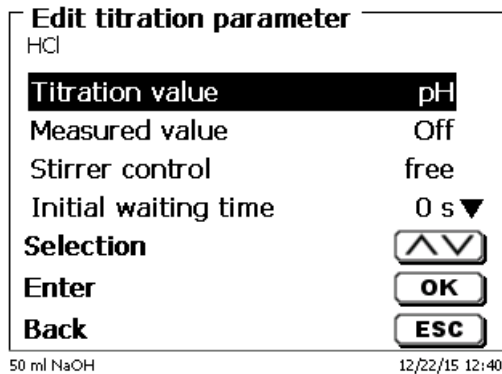 Edit titration parameter
HCl
Titration value pH
Measured value Off
Stirrer control free
Initial waiting time 0 s▼
Selection
Enter OK
Back ESC
50 ml NaOH 12/22/15 12:40